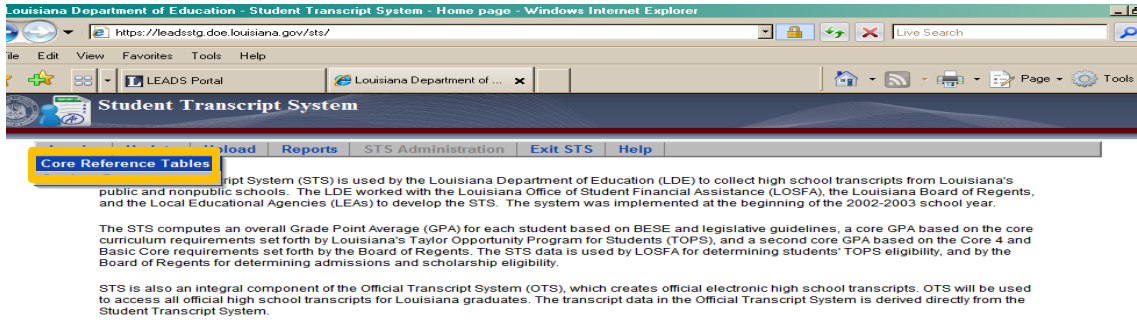 Louisiana Department of Education - Student Transcript System - Home page - Windows Internet Explorer
https://leadsstg.doe.louisiana.gov/sts/
Live Search
Edit View Favorites Tools Help
LEADS Portal Louisiana Department of ... Page Tools
Student Transcript System
Reports STS Administration Exit STS Help
Core Reference Tables
System (STS) is used by the Louisiana Department of Education (LDE) to collect high school transcripts from Louisiana's
public and nonpublic schools. The LDE worked with the Louisiana Office of Student Financial Assistance (LOSFA), the Louisiana Board of Regents,
and the Local Educational Agencies (LEAs) to develop the STS. The system was implemented at the beginning of the 2002-2003 school year.
The STS computes an overall Grade Point Average (GPA) for each student based on BESE and legislative guidelines, a core GPA based on the core
curriculum requirements set forth by Louisiana's Taylor Opportunity Program for Students (TOPS), and a second core GPA based on the Core 4 and
Basic Core requirements set forth by the Board of Regents. The STS data is used by LOSFA for determining students' TOPS eligibility, and by the
Board of Regents for determining admissions and scholarship eligibility.
STS is also an integral component of the Official Transcript System (OTS), which creates official electronic high school transcripts. OTS will be used
to access all official high school transcripts for Louisiana graduates. The transcript data in the Official Transcript System is derived directly from the
Student Transcript System.